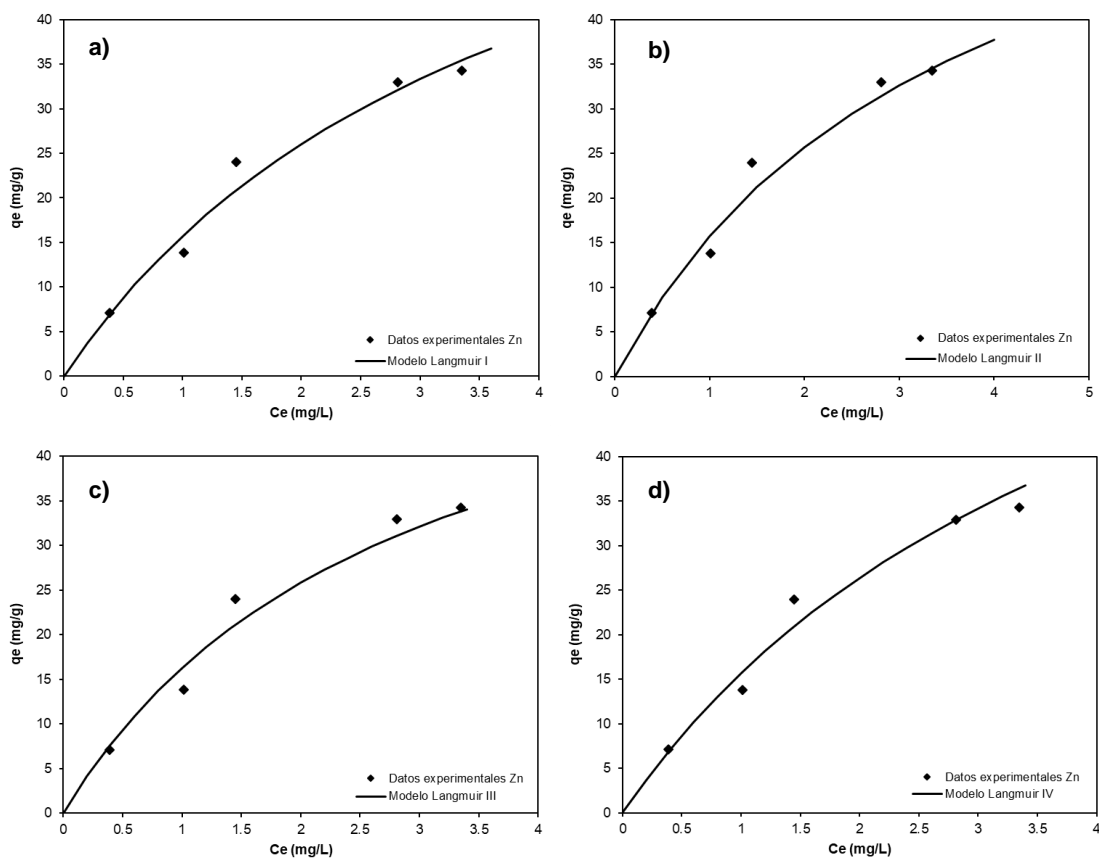 a)
40
35
30
25
20
15
10
5
0
qe (mg/g)
0 0.5 1 1.5 2 2.5 3 3.5 4
Ce (mg/L)
Datos experimentales Zn
Modelo Langmuir I
b)
40
35
30
25
20
15
10
5
0
qe (mg/g)
0 1 2 3 4 5
Ce (mg/L)
Datos experimentales Zn
Modelo Langmuir II
c)
40
35
30
25
20
15
10
5
0
qe (mg/g)
0 0.5 1 1.5 2 2.5 3 3.5 4
Ce (mg/L)
Datos experimentales Zn
Modelo Langmuir III
d)
40
35
30
25
20
15
10
5
0
qe (mg/g)
0 0.5 1 1.5 2 2.5 3 3.5 4
Ce (mg/L)
Datos experimentales Zn
Modelo Langmuir IV